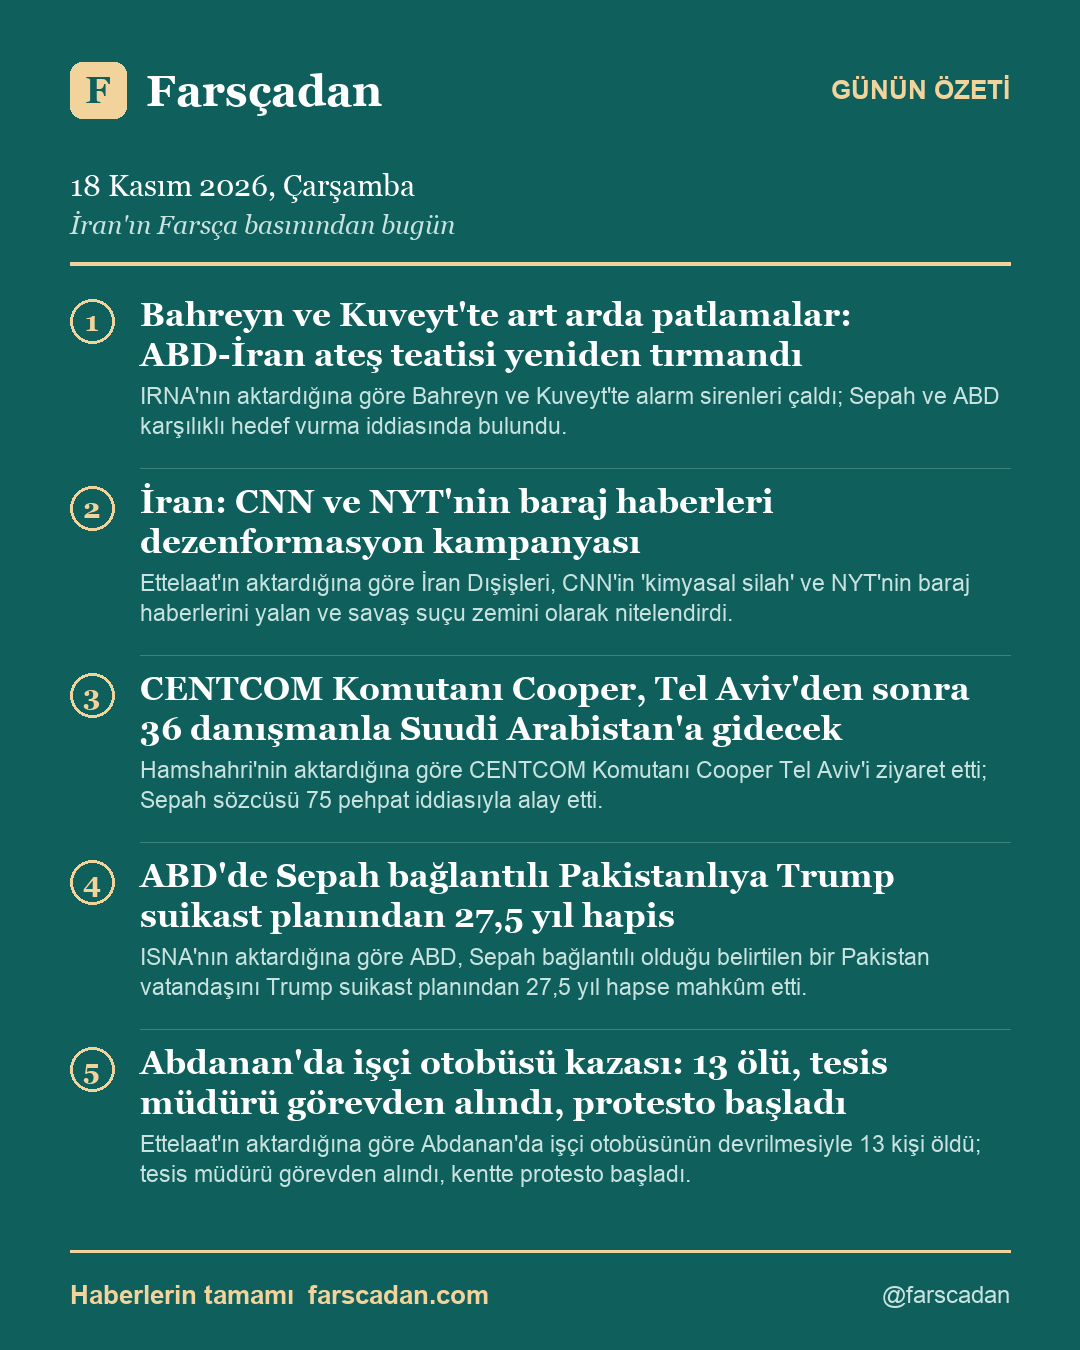 F Farsçadan
GÜNÜN ÖZETİ
18 Kasım 2026, Çarşamba
İran'ın Farsça basınından bugün
1
Bahreyn ve Kuveyt'te art arda patlamalar:
ABD-İran ateş teatisi yeniden tırmandı
IRNA'nın aktardığına göre Bahreyn ve Kuveyt'te alarm sirenleri çaldı; Sepah ve ABD
karşılıklı hedef vurma iddiasında bulundu.
2
İran: CNN ve NYT'nin baraj haberleri
dezenformasyon kampanyası
Ettelaat'ın aktardığına göre İran Dışişleri, CNN'in 'kimyasal silah' ve NYT'nin baraj
haberlerini yalan ve savaş suçu zemini olarak nitelendirdi.
3
CENTCOM Komutanı Cooper, Tel Aviv'den sonra
36 danışmanla Suudi Arabistan'a gidecek
Hamshahri'nin aktardığına göre CENTCOM Komutanı Cooper Tel Aviv'i ziyaret etti;
Sepah sözcüsü 75 pehpat iddiasıyla alay etti.
4
ABD'de Sepah bağlantılı Pakistanlıya Trump
suikast planından 27,5 yıl hapis
ISNA'nın aktardığına göre ABD, Sepah bağlantılı olduğu belirtilen bir Pakistan
vatandaşını Trump suikast planından 27,5 yıl hapse mahkûm etti.
5
Abdanan'da işçi otobüsü kazası: 13 ölü, tesis
müdürü görevden alındı, protesto başladı
Ettelaat'ın aktardığına göre Abdanan'da işçi otobüsünün devrilmesiyle 13 kişi öldü;
tesis müdürü görevden alındı, kentte protesto başladı.
Haberlerin tamamı farscadan.com
@farscadan